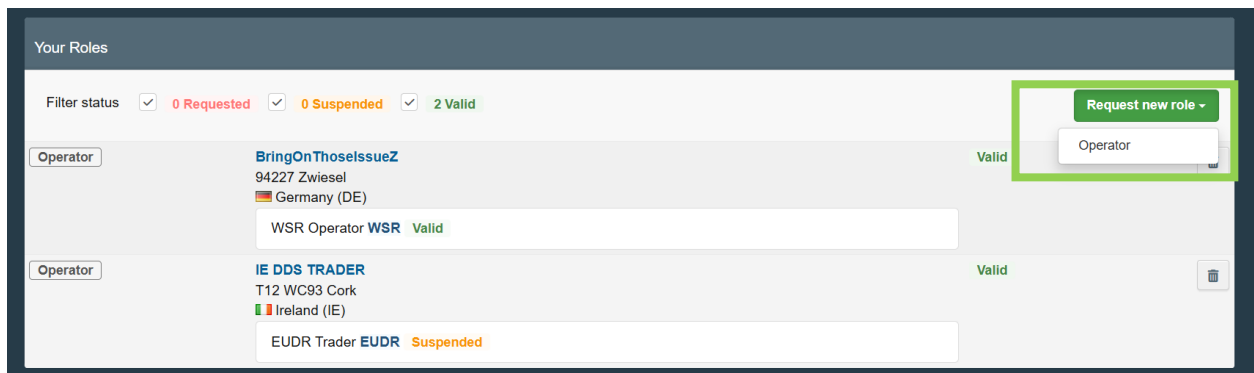 Your Roles
Filter status 0 Requested 0 Suspended 2 Valid Request new role
Operator
Operator BringOnThoseIssueZ Valid
94227 Zwiesel
Germany (DE)
WSR Operator WSR Valid
Operator IE DDS TRADER Valid
T12 WC93 Cork
Ireland (IE)
EUDR Trader EUDR Suspended